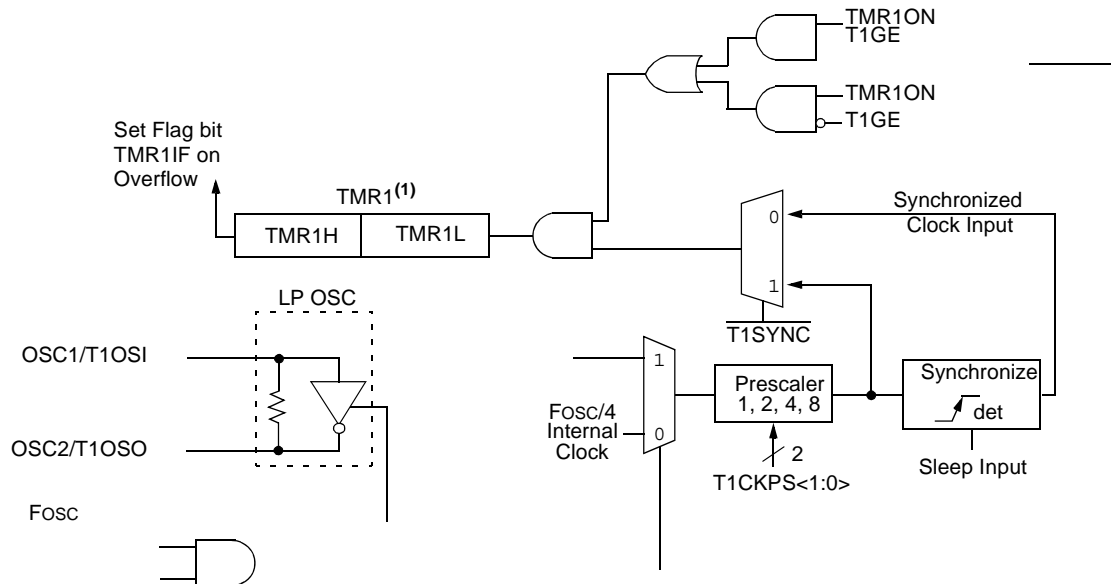 TMR1ON
T1GE
TMR1ON
T1GE
Set Flag bit
TMR1IF on
Overflow
TMR1(1)
TMR1H
TMR1L
0
Synchronized
Clock Input
1
T1SYNC
LP OSC
OSC1/T1OSI
OSC2/T1OSO
1
FOSC/4
Internal
Clock
0
Prescaler
1, 2, 4, 8
2
T1CKPS<1:0>
Synchronize
det
Sleep Input
FOSC